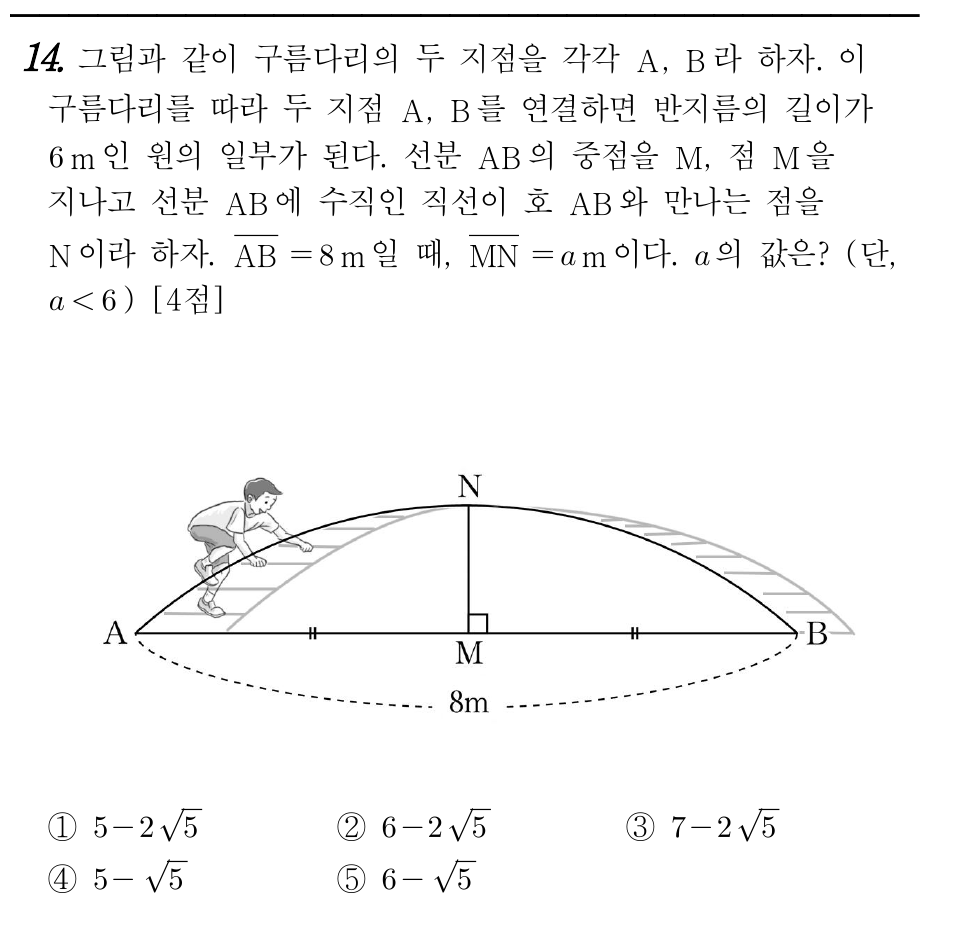 14. 그림과 같이 구름다리의 두 지점을 각각 A, B라 하자. 이
구름다리를 따라 두 지점 A, B를 연결하면 반지름의 길이가
6m인 원의 일부가 된다. 선분 AB의 중점을 M, 점 M을
지나고 선분 AB에 수직인 직선이 호 AB와 만나는 점을
N이라 하자. \overline{AB}=8m일 때, \overline{MN}=am이다. a의 값은? (단,
a<6) [4점]
N
A
B
M
8m
① 5-2√5 ② 6-2√5 ③ 7-2√5
④ 5-√5 ⑤ 6-√5